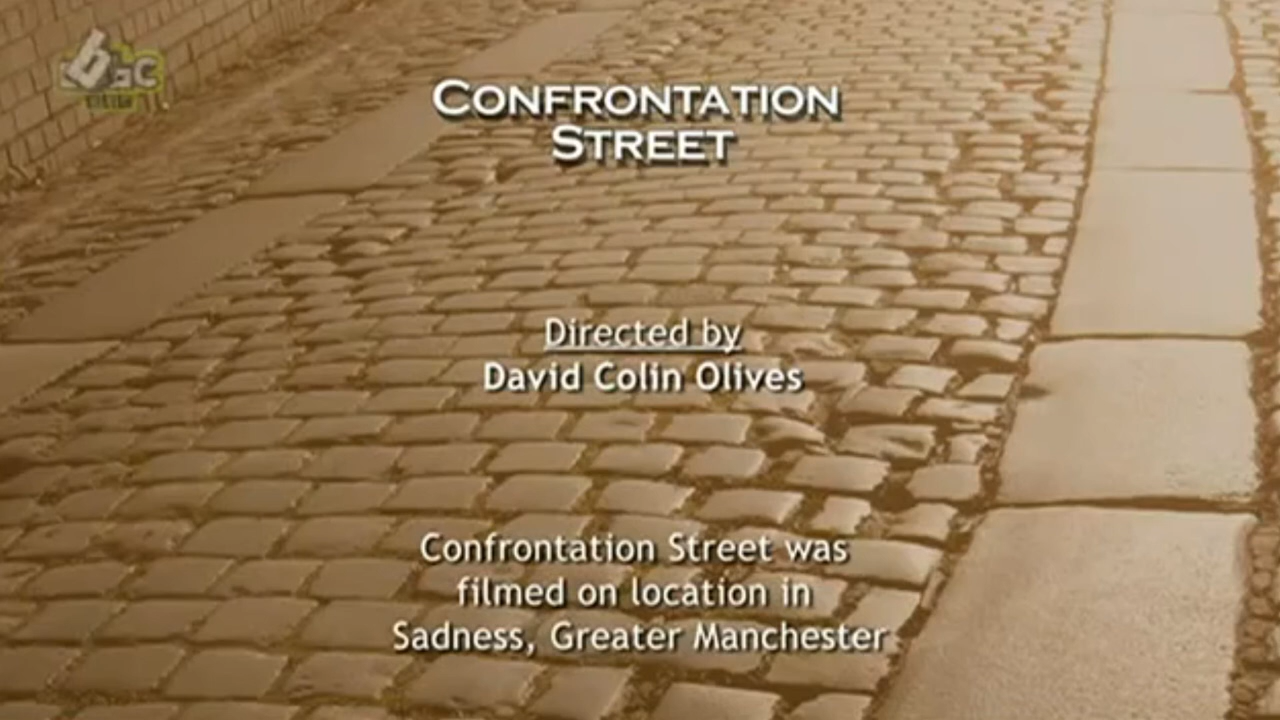 CONFRONTATION
STREET
Directed by
David Colin Olives
Confrontation Street was
filmed on location in
Sadness, Greater Manchester